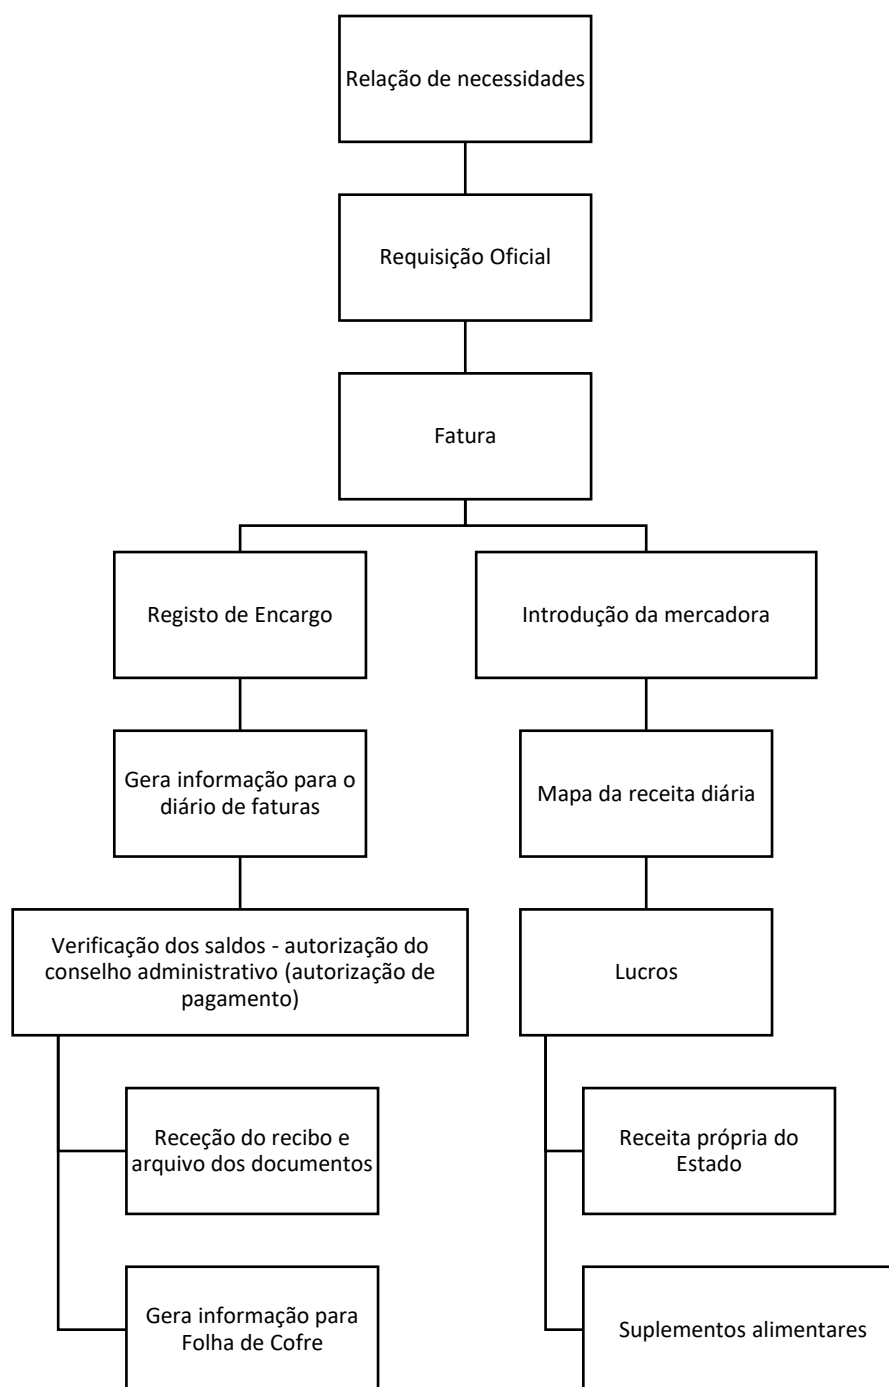 Relação de necessidades
Requisição Oficial
Fatura
Registo de Encargo
Introdução da mercadora
Gera informação para o
diário de faturas
Mapa da receita diária
Verificação dos saldos - autorização do
conselho administrativo (autorização de
pagamento)
Lucros
Receção do recibo e
arquivo dos documentos
Receita própria do
Estado
Gera informação para
Folha de Cofre
Suplementos alimentares